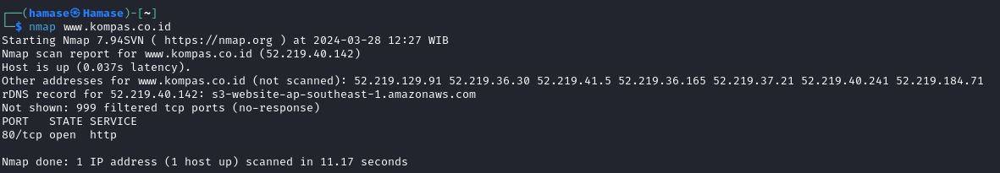 ┌──(hamase㉿Hamase)-[~]
└─$ nmap www.kompas.co.id
Starting Nmap 7.94SVN ( https://nmap.org ) at 2024-03-28 12:27 WIB
Nmap scan report for www.kompas.co.id (52.219.40.142)
Host is up (0.037s latency).
Other addresses for www.kompas.co.id (not scanned): 52.219.129.91 52.219.36.30 52.219.41.5 52.219.36.165 52.219.37.21 52.219.40.241 52.219.184.71
rDNS record for 52.219.40.142: s3-website-ap-southeast-1.amazonaws.com
Not shown: 999 filtered tcp ports (no-response)
PORT   STATE SERVICE
80/tcp open  http
Nmap done: 1 IP address (1 host up) scanned in 11.17 seconds